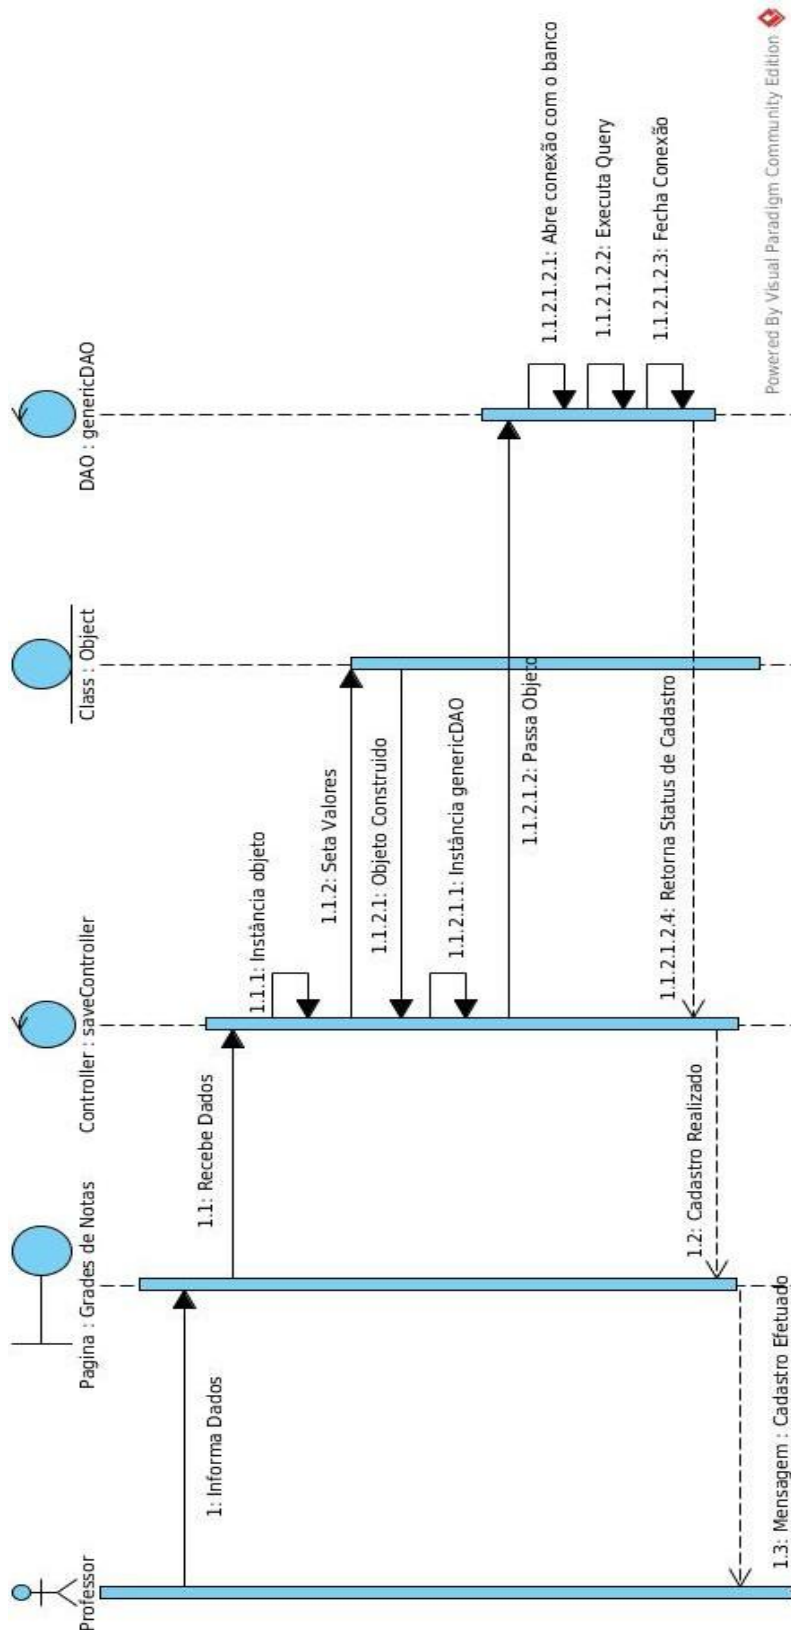 Professor
Pagina : Grades de Notas
Controller : saveController
Class : Object
DAO : genericDAO
1: Informa Dados
1.1: Recebe Dados
1.1.1: Instância objeto
1.1.2: Seta Valores
1.1.2.1: Objeto Construido
1.1.2.1.1: Instância genericDAO
1.1.2.1.2: Passa Objeto
1.1.2.1.2.1: Abre conexão com o banco
1.1.2.1.2.2: Executa Query
1.1.2.1.2.3: Fecha Conexão
1.1.2.1.2.4: Retorna Status de Cadastro
1.2: Cadastro Realizado
1.3: Mensagem : Cadastro Efetuado
Powered By Visual Paradigm Community Edition